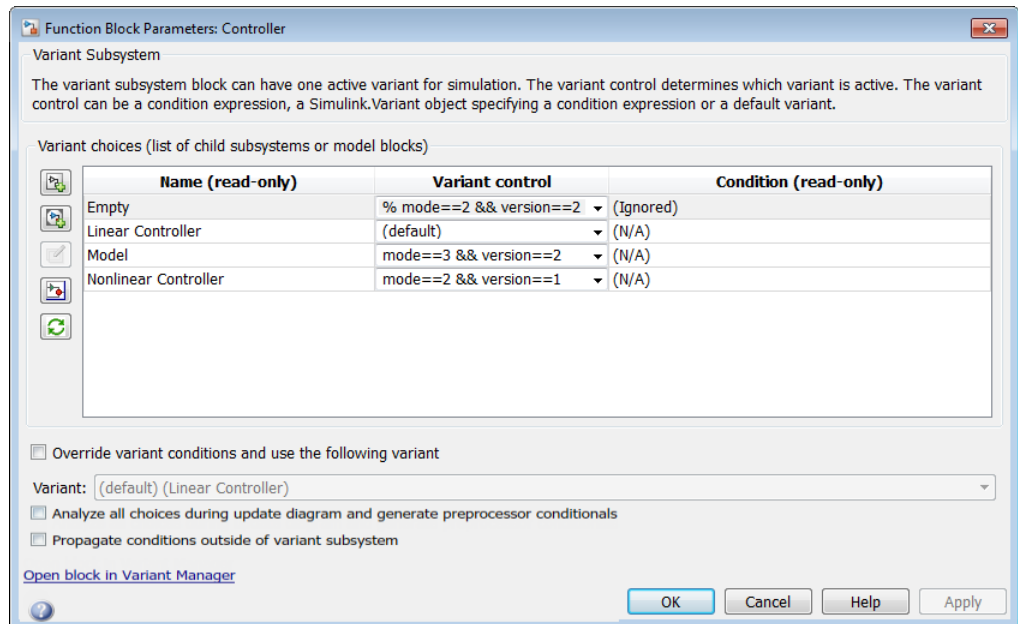 Function Block Parameters: Controller
Variant Subsystem
The variant subsystem block can have one active variant for simulation. The variant control determines which variant is active. The variant
control can be a condition expression, a Simulink.Variant object specifying a condition expression or a default variant.
Variant choices (list of child subsystems or model blocks)
Name (read-only) Variant control Condition (read-only)
Empty % mode==2 && version==2 (Ignored)
Linear Controller (default) (N/A)
Model mode==3 && version==2 (N/A)
Nonlinear Controller mode==2 && version==1 (N/A)
Override variant conditions and use the following variant
Variant: (default) (Linear Controller)
Analyze all choices during update diagram and generate preprocessor conditionals
Propagate conditions outside of variant subsystem
Open block in Variant Manager
? OK Cancel Help Apply